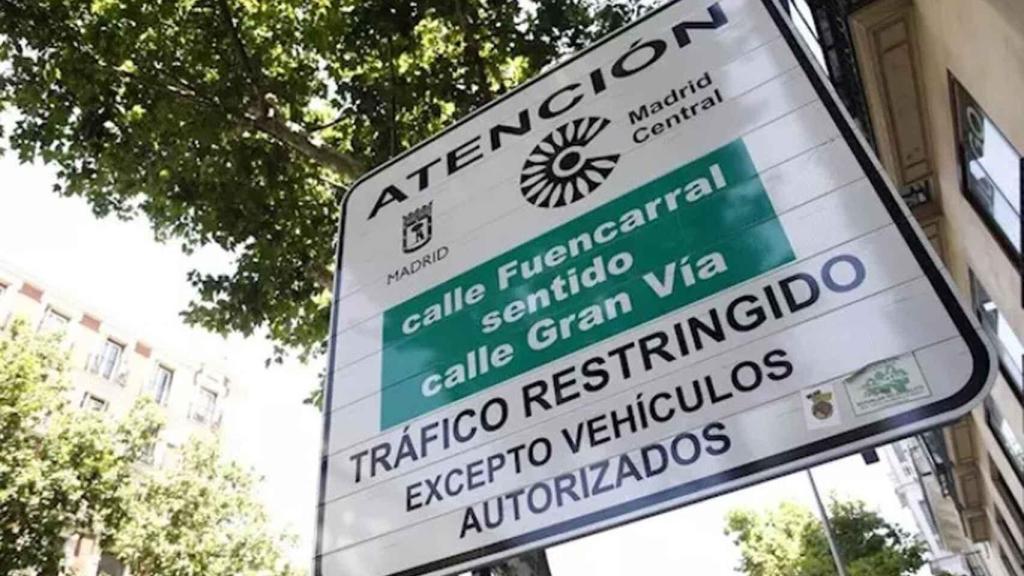 ATENCIÓN
MADRID
Madrid
Central
calle Fuencarral
sentido
calle Gran Vía
TRÁFICO RESTRINGIDO
EXCEPTO VEHÍCULOS
AUTORIZADOS